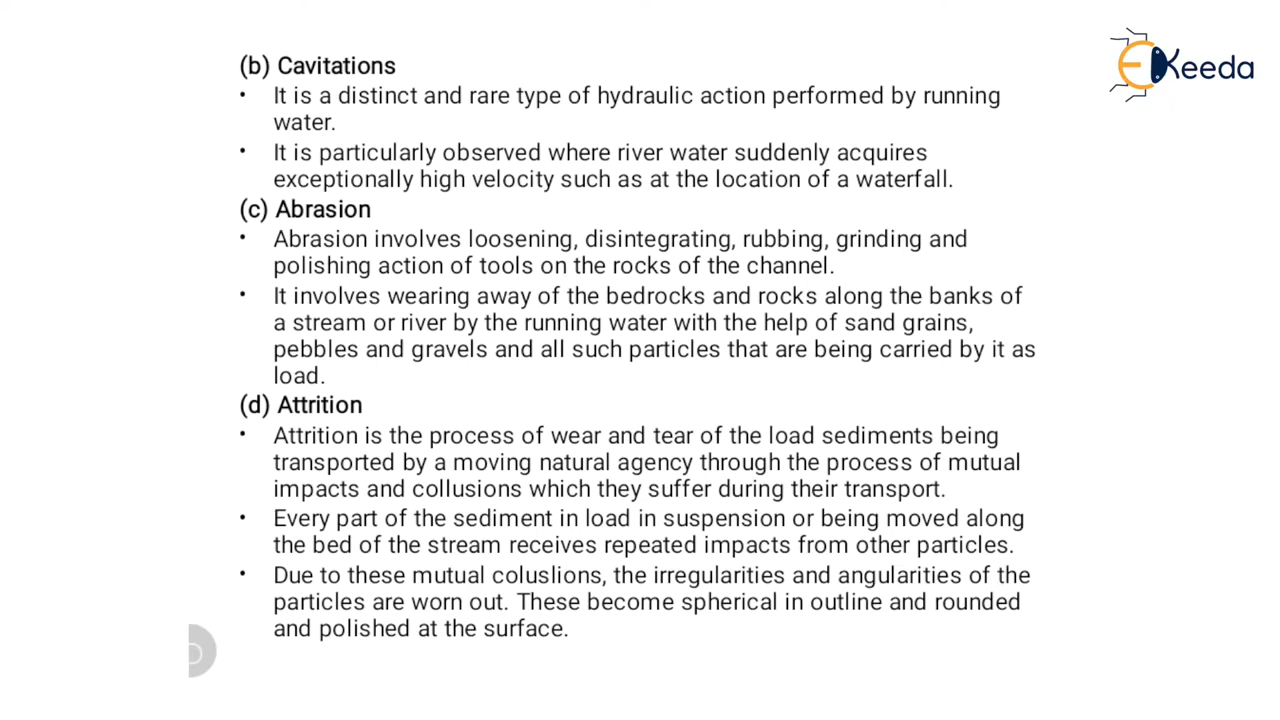 EKeeda
(b) Cavitations
• It is a distinct and rare type of hydraulic action performed by running
water.
• It is particularly observed where river water suddenly acquires
exceptionally high velocity such as at the location of a waterfall.
(c) Abrasion
• Abrasion involves loosening, disintegrating, rubbing, grinding and
polishing action of tools on the rocks of the channel.
• It involves wearing away of the bedrocks and rocks along the banks of
a stream or river by the running water with the help of sand grains,
pebbles and gravels and all such particles that are being carried by it as
load.
(d) Attrition
• Attrition is the process of wear and tear of the load sediments being
transported by a moving natural agency through the process of mutual
impacts and collusions which they suffer during their transport.
• Every part of the sediment in load in suspension or being moved along
the bed of the stream receives repeated impacts from other particles.
• Due to these mutual coluslions, the irregularities and angularities of the
particles are worn out. These become spherical in outline and rounded
and polished at the surface.